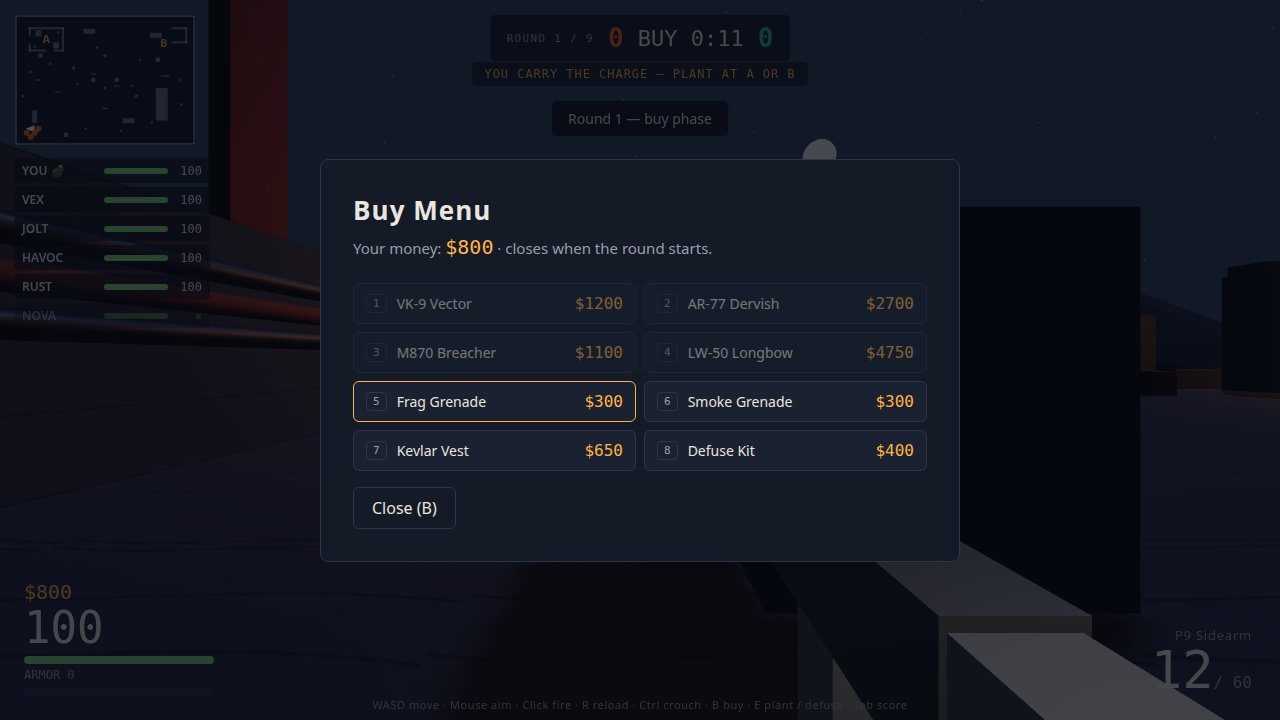 A
B
ROUND 1 / 9 0 BUY 0:11 0
YOU CARRY THE CHARGE — PLANT AT A OR B
Round 1 — buy phase
YOU 100
VEX 100
JOLT 100
HAVOC 100
RUST 100
NOVA ×
Buy Menu
Your money: $800 · closes when the round starts.
1 VK-9 Vector $1200
2 AR-77 Dervish $2700
3 M870 Breacher $1100
4 LW-50 Longbow $4750
5 Frag Grenade $300
6 Smoke Grenade $300
7 Kevlar Vest $650
8 Defuse Kit $400
Close (B)
$800
100
ARMOR 0
P9 Sidearm
12 / 60
WASD move · Mouse aim · Click fire · R reload · Ctrl crouch · B buy · E plant / defuse · Tab score